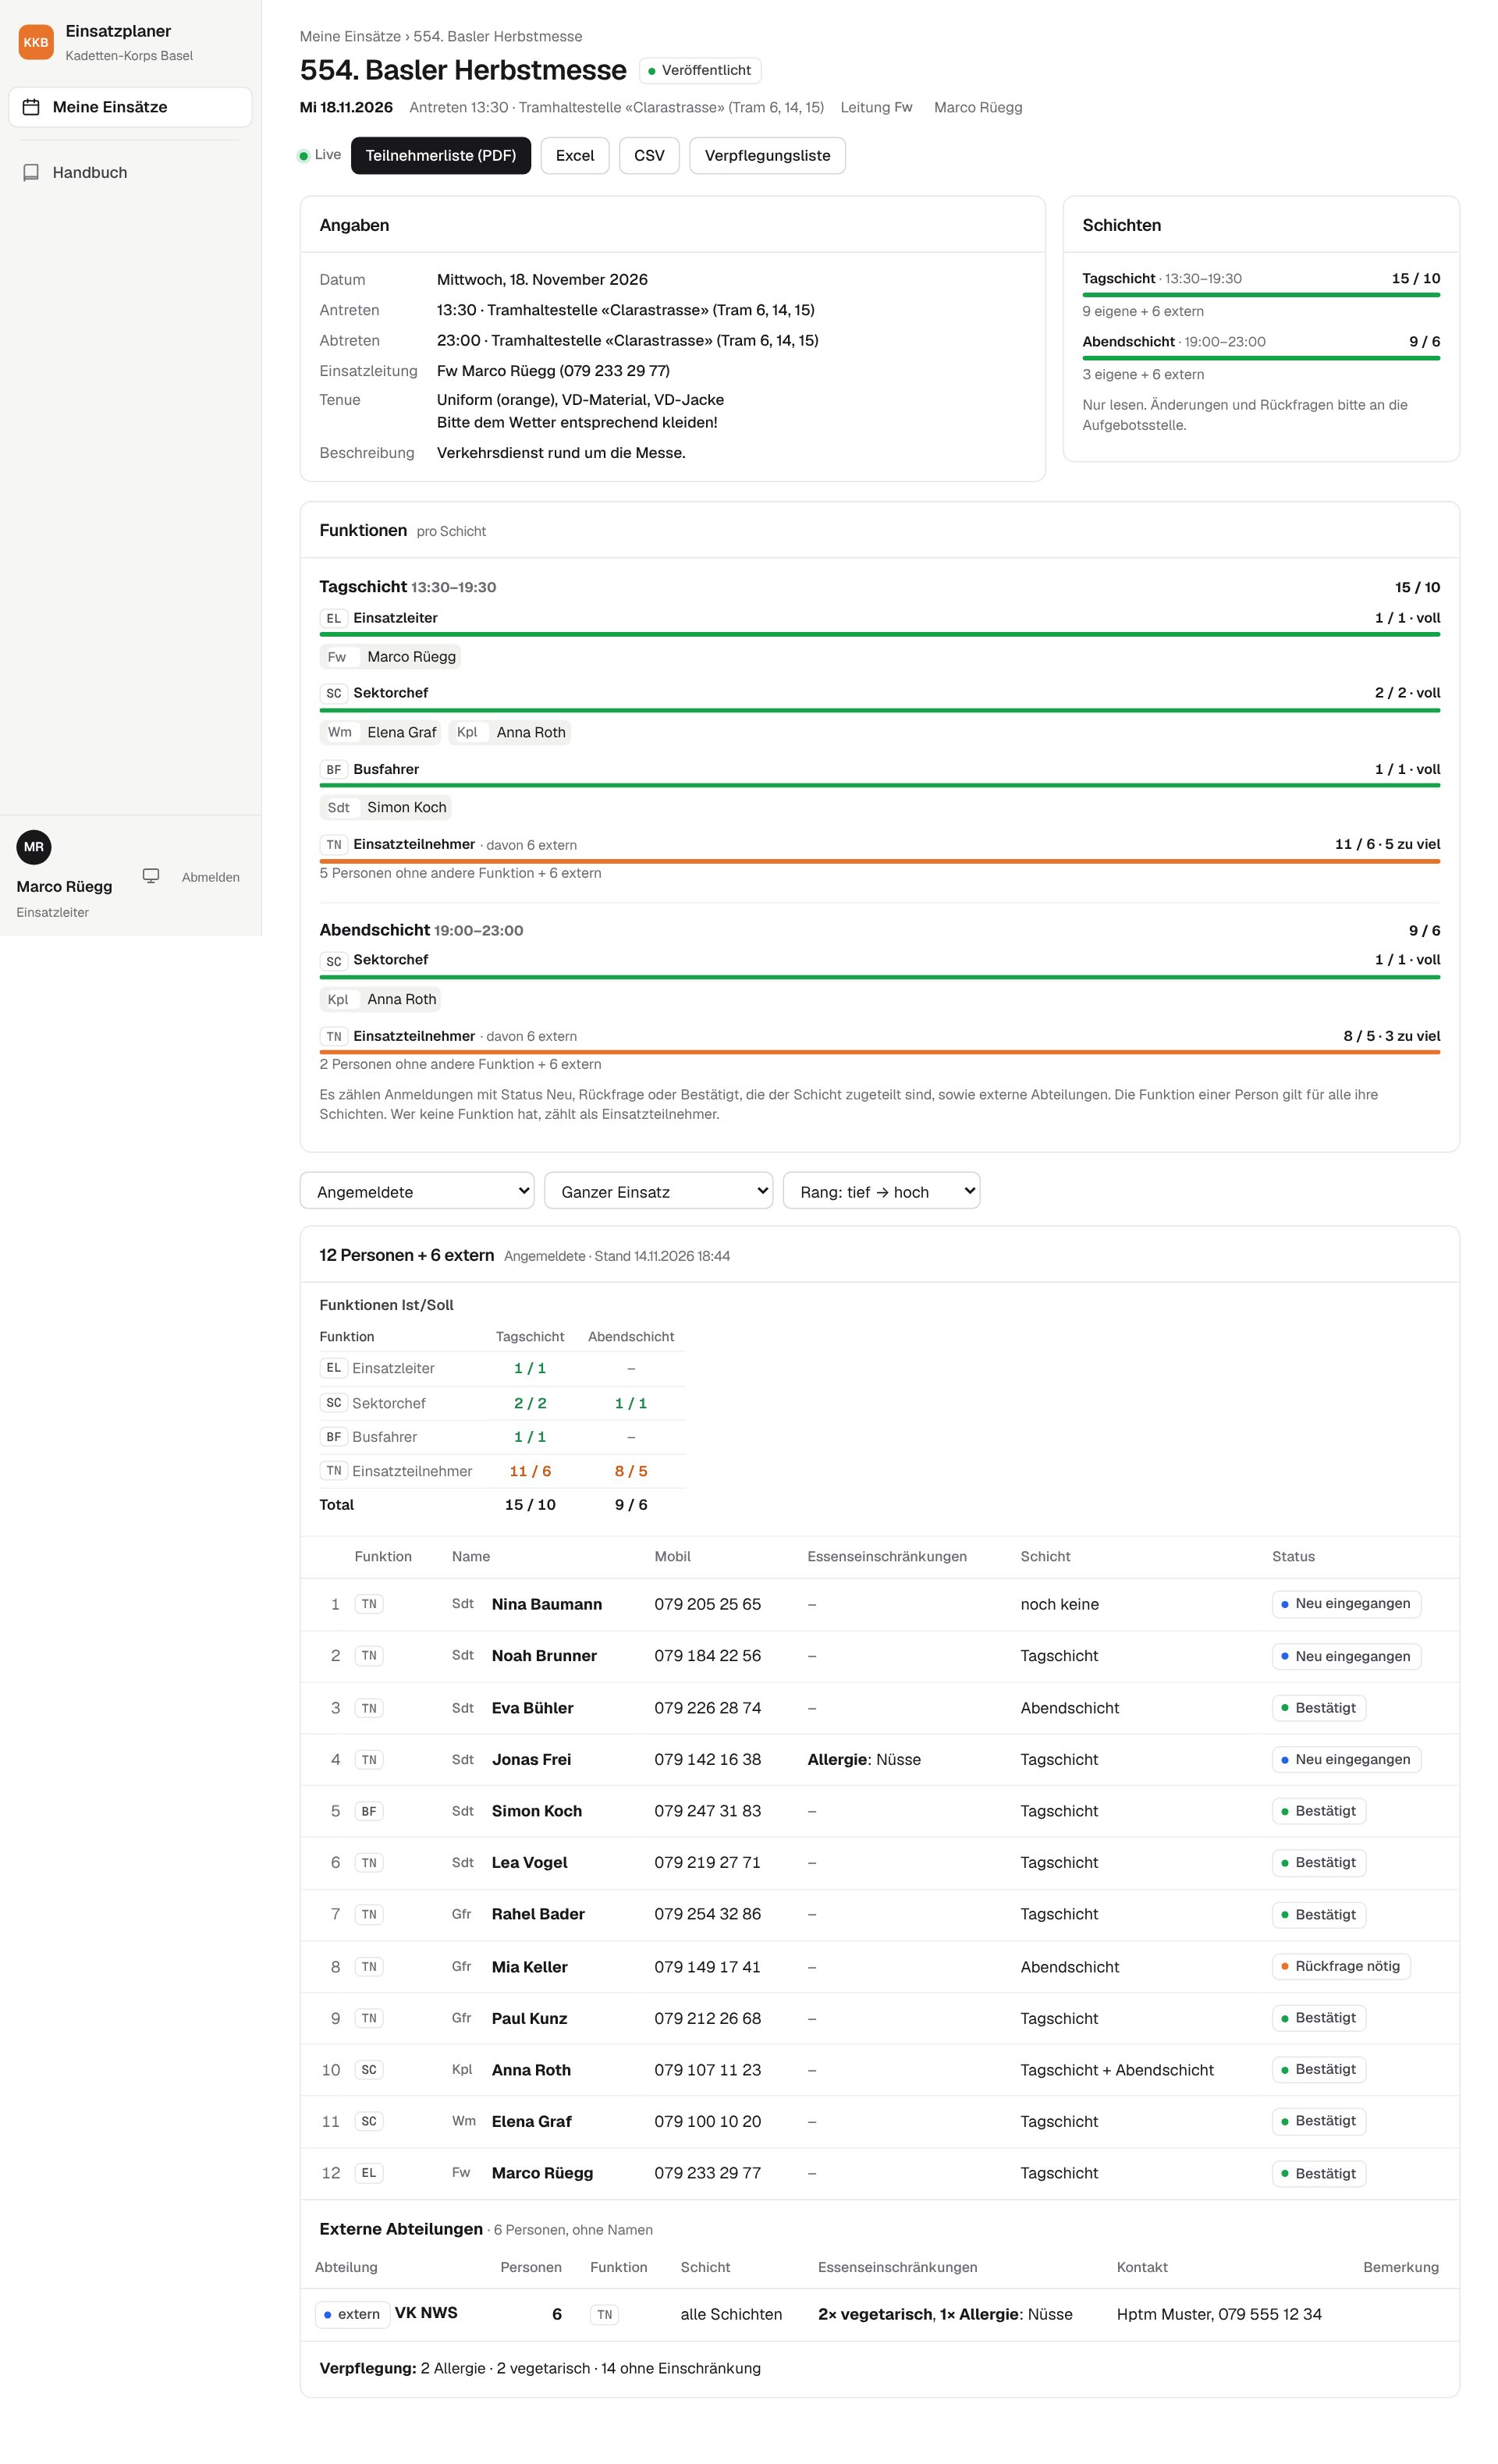 KKB
Einsatzplaner
Kadetten-Korps Basel
Meine Einsätze
Handbuch
MR
Marco Rüegg
Einsatzleiter
Abmelden
Meine Einsätze › 554. Basler Herbstmesse
554. Basler Herbstmesse Veröffentlicht
Mi 18.11.2026 Antreten 13:30 · Tramhaltestelle «Clarastrasse» (Tram 6, 14, 15) Leitung Fw Marco Rüegg
Live Teilnehmerliste (PDF) Excel CSV Verpflegungsliste
Angaben
Datum Mittwoch, 18. November 2026
Antreten 13:30 · Tramhaltestelle «Clarastrasse» (Tram 6, 14, 15)
Abtreten 23:00 · Tramhaltestelle «Clarastrasse» (Tram 6, 14, 15)
Einsatzleitung Fw Marco Rüegg (079 233 29 77)
Tenue Uniform (orange), VD-Material, VD-Jacke
Bitte dem Wetter entsprechend kleiden!
Beschreibung Verkehrsdienst rund um die Messe.
Schichten
Tagschicht · 13:30–19:30 15 / 10
9 eigene + 6 extern
Abendschicht · 19:00–23:00 9 / 6
3 eigene + 6 extern
Nur lesen. Änderungen und Rückfragen bitte an die
Aufgebotsstelle.
Funktionen pro Schicht
Tagschicht 13:30–19:30 15 / 10
EL Einsatzleiter 1 / 1 · voll
Fw Marco Rüegg
SC Sektorchef 2 / 2 · voll
Wm Elena Graf Kpl Anna Roth
BF Busfahrer 1 / 1 · voll
Sdt Simon Koch
TN Einsatzteilnehmer · davon 6 extern 11 / 6 · 5 zu viel
5 Personen ohne andere Funktion + 6 extern
Abendschicht 19:00–23:00 9 / 6
SC Sektorchef 1 / 1 · voll
Kpl Anna Roth
TN Einsatzteilnehmer · davon 6 extern 8 / 5 · 3 zu viel
2 Personen ohne andere Funktion + 6 extern
Es zählen Anmeldungen mit Status Neu, Rückfrage oder Bestätigt, die der Schicht zugeteilt sind, sowie externe Abteilungen. Die Funktion einer Person gilt für alle ihre
Schichten. Wer keine Funktion hat, zählt als Einsatzteilnehmer.
Angemeldete Ganzer Einsatz Rang: tief → hoch
12 Personen + 6 extern Angemeldete · Stand 14.11.2026 18:44
Funktionen Ist/Soll
Funktion Tagschicht Abendschicht
EL Einsatzleiter 1 / 1 –
SC Sektorchef 2 / 2 1 / 1
BF Busfahrer 1 / 1 –
TN Einsatzteilnehmer 11 / 6 8 / 5
Total 15 / 10 9 / 6
Funktion Name Mobil Essenseinschränkungen Schicht Status
1 TN Sdt Nina Baumann 079 205 25 65 – noch keine Neu eingegangen
2 TN Sdt Noah Brunner 079 184 22 56 – Tagschicht Neu eingegangen
3 TN Sdt Eva Bühler 079 226 28 74 – Abendschicht Bestätigt
4 TN Sdt Jonas Frei 079 142 16 38 Allergie: Nüsse Tagschicht Neu eingegangen
5 BF Sdt Simon Koch 079 247 31 83 – Tagschicht Bestätigt
6 TN Sdt Lea Vogel 079 219 27 71 – Tagschicht Bestätigt
7 TN Gfr Rahel Bader 079 254 32 86 – Tagschicht Bestätigt
8 TN Gfr Mia Keller 079 149 17 41 – Abendschicht Rückfrage nötig
9 TN Gfr Paul Kunz 079 212 26 68 – Tagschicht Bestätigt
10 SC Kpl Anna Roth 079 107 11 23 – Tagschicht + Abendschicht Bestätigt
11 SC Wm Elena Graf 079 100 10 20 – Tagschicht Bestätigt
12 EL Fw Marco Rüegg 079 233 29 77 – Tagschicht Bestätigt
Externe Abteilungen · 6 Personen, ohne Namen
Abteilung Personen Funktion Schicht Essenseinschränkungen Kontakt Bemerkung
extern VK NWS 6 TN alle Schichten 2× vegetarisch, 1× Allergie: Nüsse Hptm Muster, 079 555 12 34
Verpflegung: 2 Allergie · 2 vegetarisch · 14 ohne Einschränkung